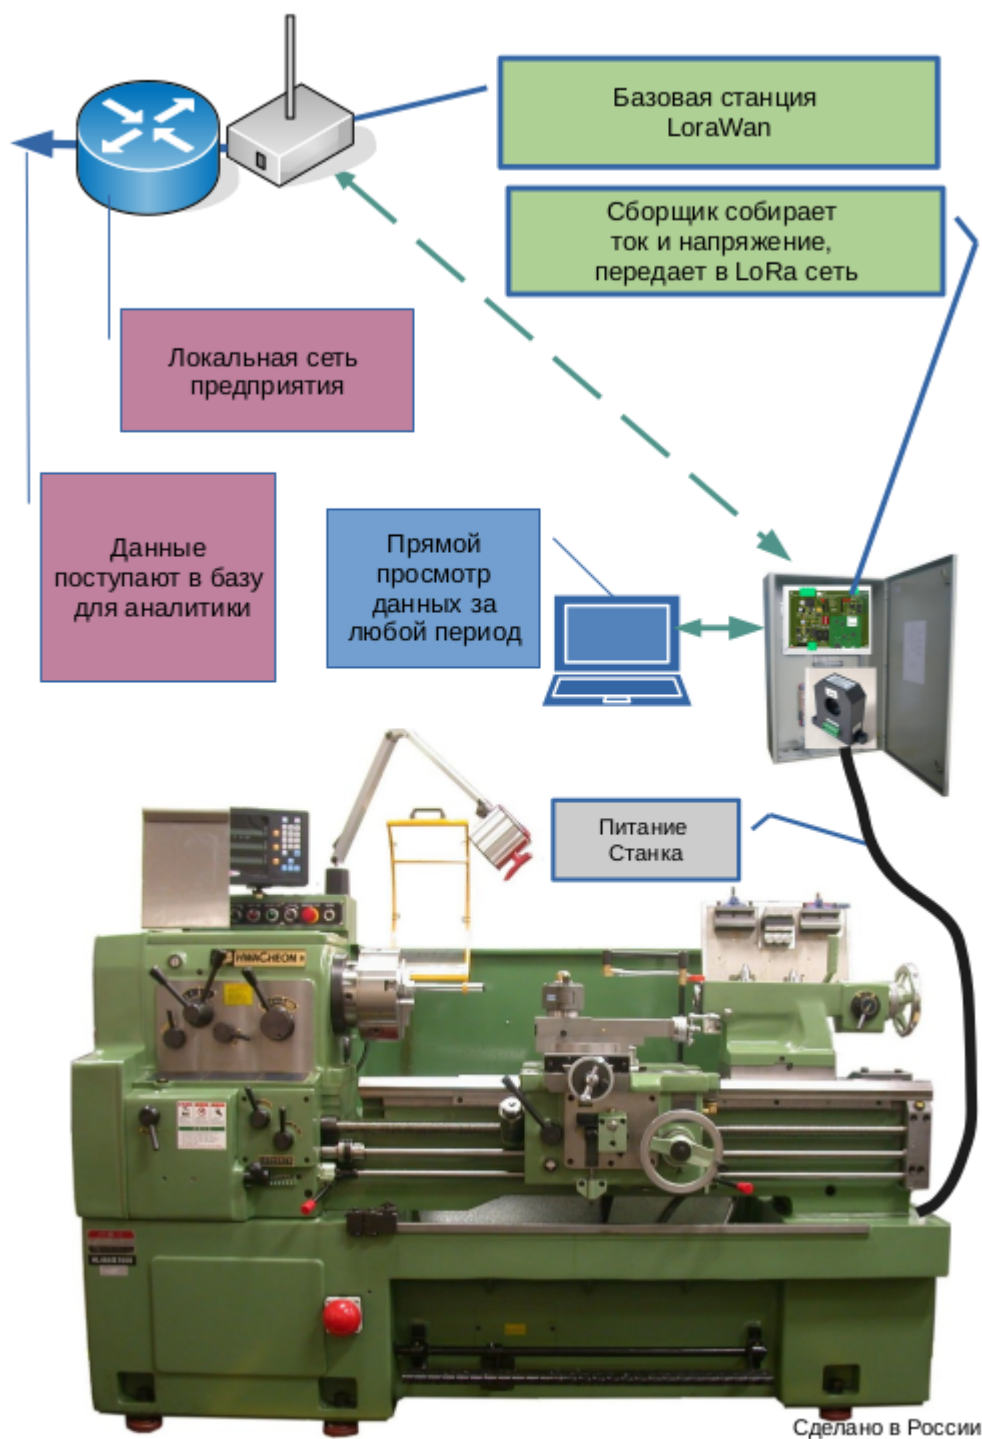 Базовая станция
LoraWan
Сборщик собирает
ток и напряжение,
передает в LoRa сеть
Локальная сеть
предприятия
Данные
поступают в базу
для аналитики
Прямой
просмотр
данных за
любой период
Питание
Станка
HWACHEON
Сделано в России